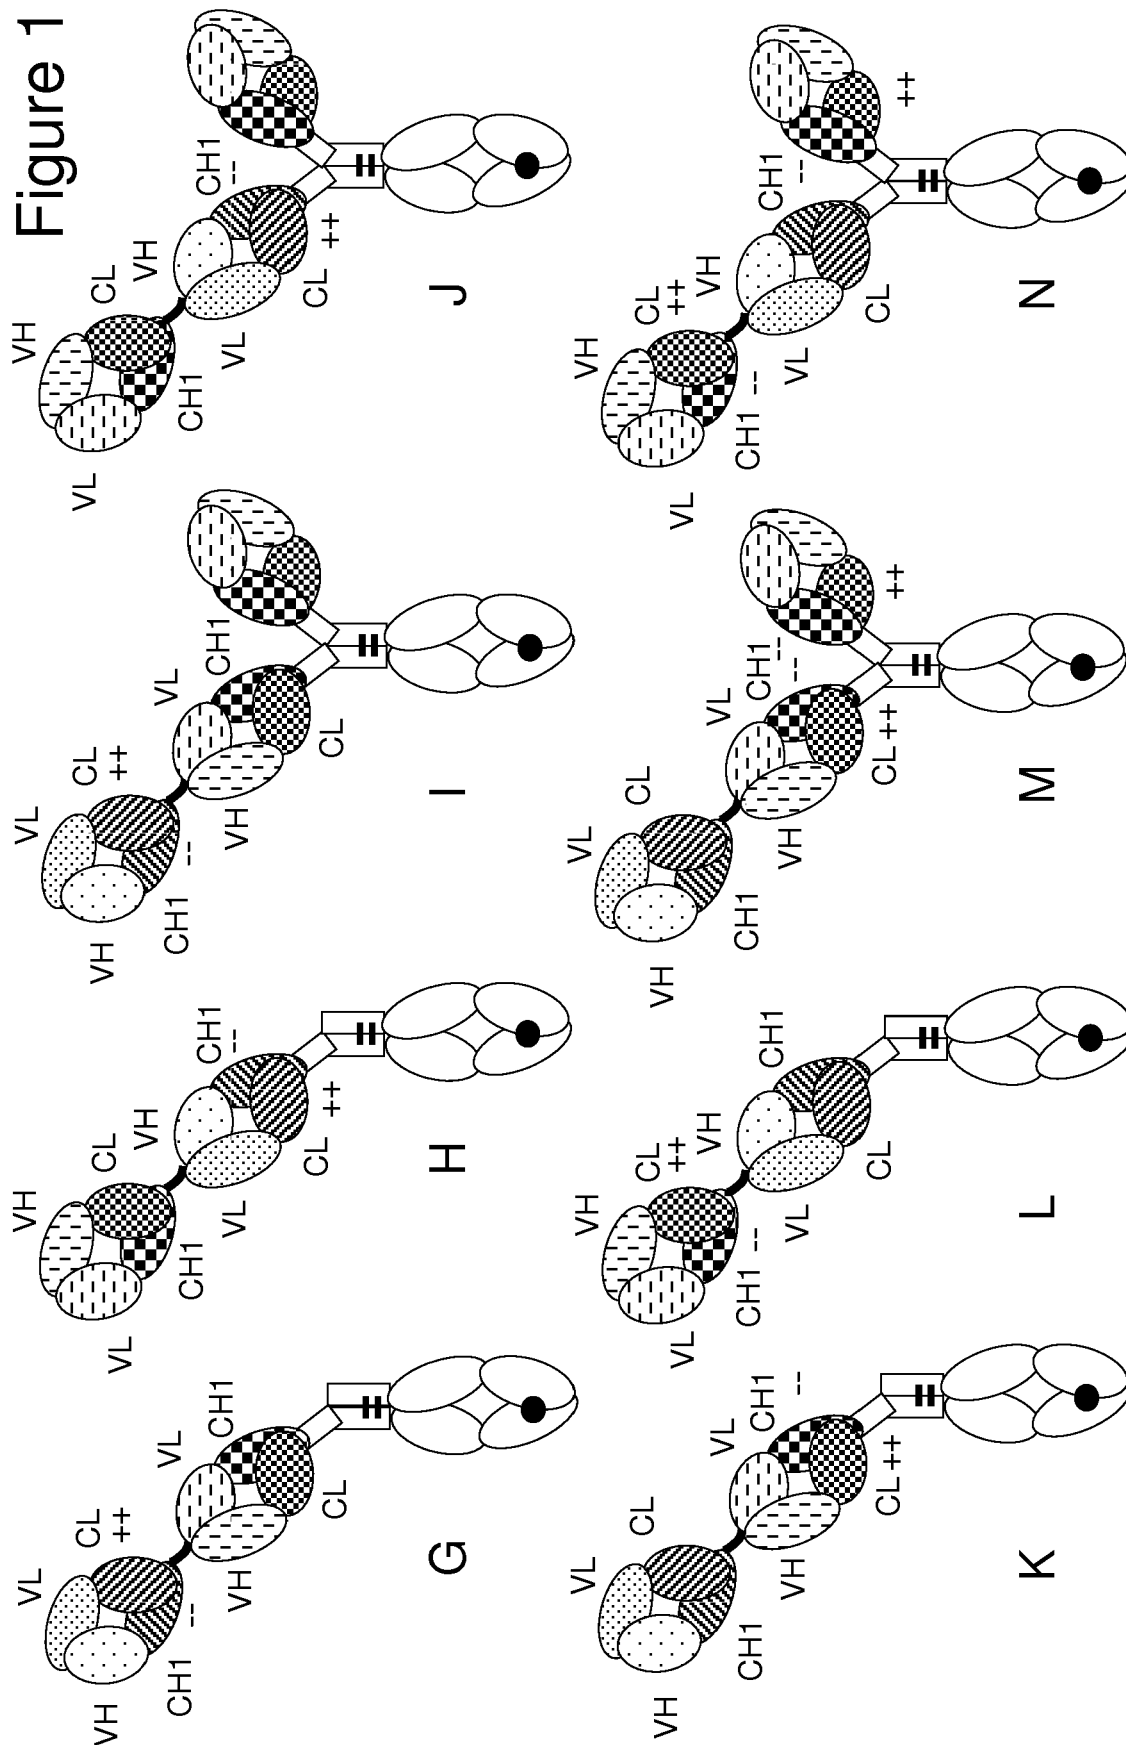 Figure 1
VL
CL
++
VH
VL
CH1
--
CH1
VH
CL
G
VH
CL
VL
VH
CH1
CH1
--
VL
CL
++
H
VL
CL
++
VH
VL
CH1
--
CH1
VH
CL
I
VH
CL
VL
VH
CH1
CH1
--
VL
CL
++
J
VL
CL
VH
VL
CH1
CH1
--
VH
CL ++
K
VH
CL
++
VL
VH
CH1 --
CH1
VL
CL
L
VL
CL
VH
VL
CH1
CH1
--
--
VH
CL ++
++
M
VH
CL
++
VL
VH
CH1 --
CH1
--
VL
CL
++
N